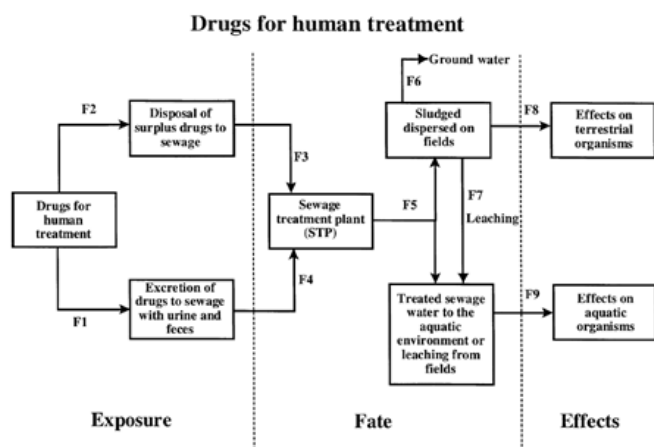 Drugs for human treatment
Ground water
F6
F2
Disposal of
surplus drugs to
sewage
Sludged
dispersed on
fields
F8
Effects on
terrestrial
organisms
F3
Drugs for
human
treatment
Sewage
treatment plant
(STP)
F5
F7
Leaching
F4
F1
Excretion of
drugs to sewage
with urine and
feces
Treated sewage
water to the
aquatic
environment or
leaching from
fields
F9
Effects on
aquatic
organisms
Exposure
Fate
Effects